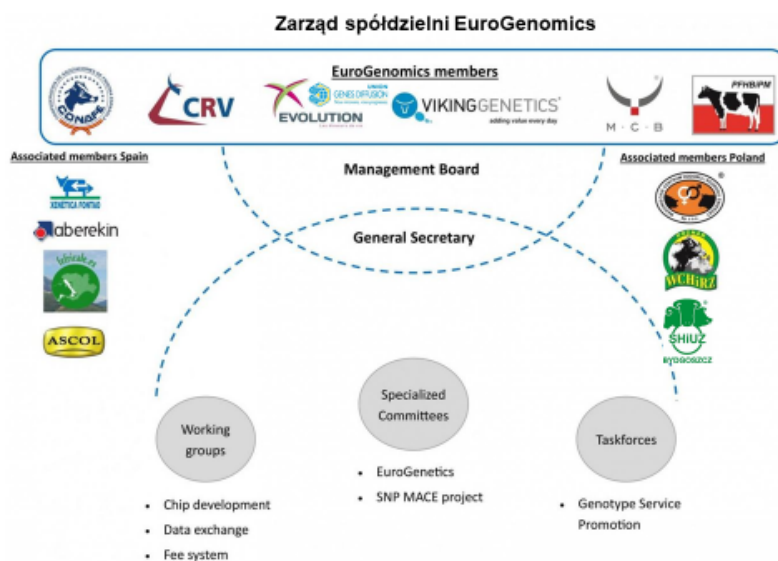 Zarząd spółdzielni EuroGenomics
EuroGenomics members
CONAFE
CRV
EVOLUTION
UNION
GENES DIFFUSION
VIKINGGENETICS
adding value every day
M·C·B
PFHBiPM
Associated members Spain
XENÉTICA FONTAO
aberekin
ASCOL
Management Board
General Secretary
Associated members Poland
WCHiRZ
SHiUZ
BYDGOSZCZ
Working
groups
• Chip development
• Data exchange
• Fee system
Specialized
Committees
• EuroGenetics
• SNP MACE project
Taskforces
• Genotype Service
Promotion